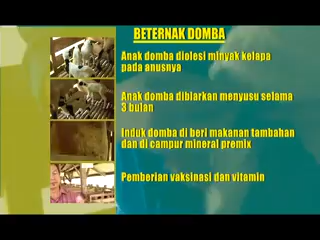 BETERNAK DOMBA
Anak domba diolesi minyak kelapa
pada anusnya
Anak domba dibiarkan menyusu selama
3 bulan
Induk domba di beri makanan tambahan
dan di campur mineral premix
Pemberian vaksinasi dan vitamin